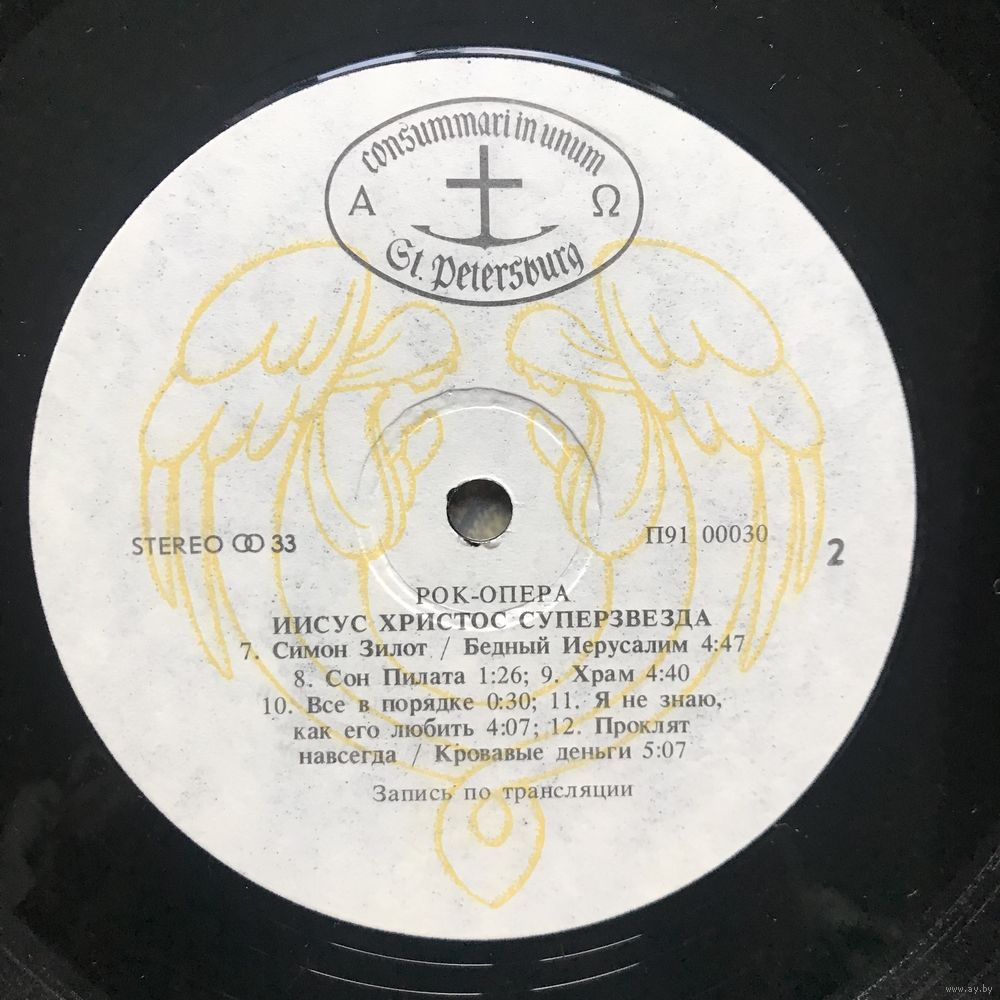 consummari in unum
Α Ω
St. Petersburg
STEREO 33
П91 00030
2
РОК-ОПЕРА
ИИСУС ХРИСТОС СУПЕРЗВЕЗДА
7. Симон Зилот / Бедный Иерусалим 4:47
8. Сон Пилата 1:26; 9. Храм 4:40
10. Все в порядке 0:30; 11. Я не знаю,
как его любить 4:07; 12. Проклят
навсегда / Кровавые деньги 5:07
Запись по трансляции
www.ay.by